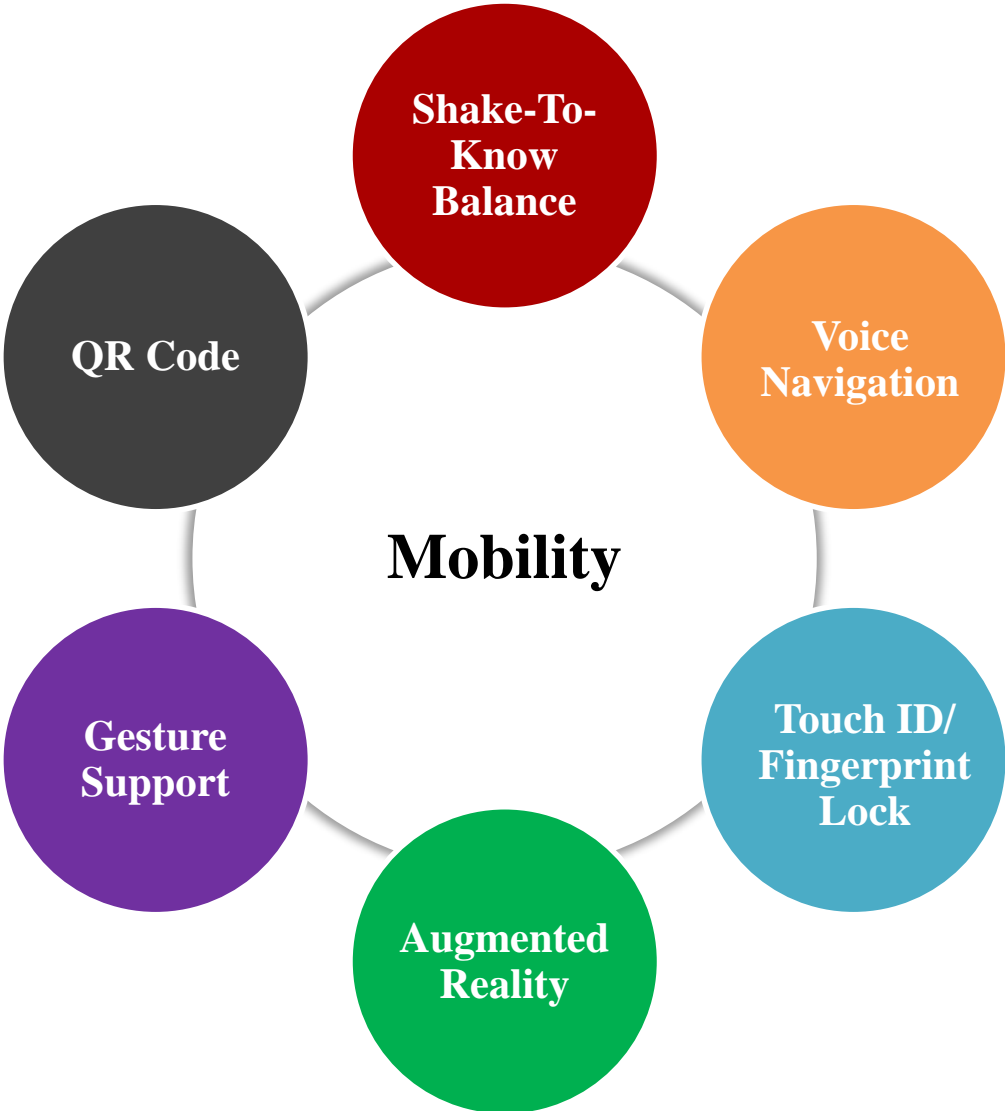 Shake-To-
Know
Balance
Voice
Navigation
Touch ID/
Fingerprint
Lock
Augmented
Reality
Gesture
Support
QR Code
Mobility